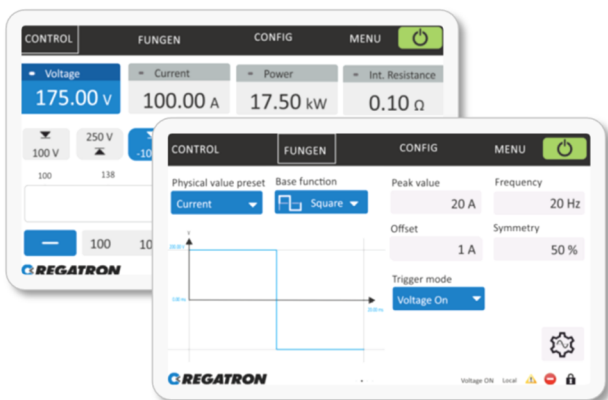 CONTROL FUNGEN CONFIG MENU
Voltage Current Power Int. Resistance
175.00 V 100.00 A 17.50 kW 0.10 Ω
100 V 250 V -10
100 138
100 10
REGATRON
CONTROL FUNGEN CONFIG MENU
Physical value preset Base function Peak value Frequency
Current Square 20 A 20 Hz
Offset Symmetry
1 A 50 %
Trigger mode
Voltage On
REGATRON
Voltage ON Local